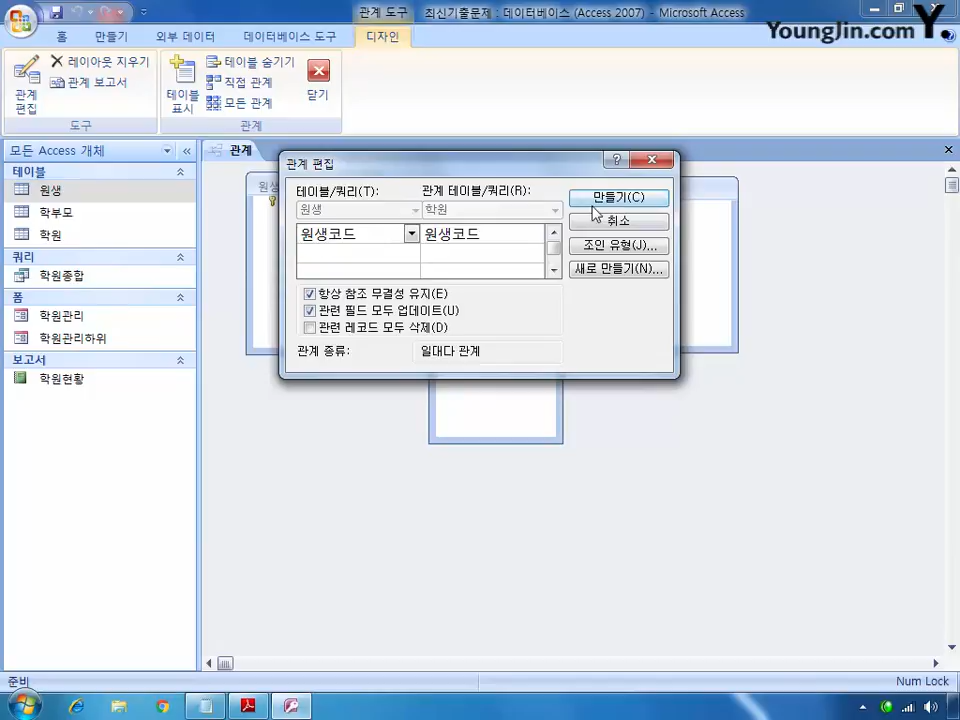 관계 도구
최신기출문제 : 데이터베이스 (Access 2007) - Microsoft Access
YoungJin.com Y.
홈 만들기 외부 데이터 데이터베이스 도구 디자인
관계 편집
레이아웃 지우기
관계 보고서
도구
테이블 표시
테이블 숨기기
직접 관계
모든 관계
닫기
관계
모든 Access 개체
테이블
원생
학부모
학원
쿼리
학원종합
폼
학원관리
학원관리하위
보고서
학원현황
관계
원생
관계 편집
테이블/쿼리(T): 관계 테이블/쿼리(R):
원생 학원
원생코드 원생코드
항상 참조 무결성 유지(E)
관련 필드 모두 업데이트(U)
관련 레코드 모두 삭제(D)
관계 종류: 일대다 관계
만들기(C)
취소
조인 유형(J)...
새로 만들기(N)...
준비
Num Lock